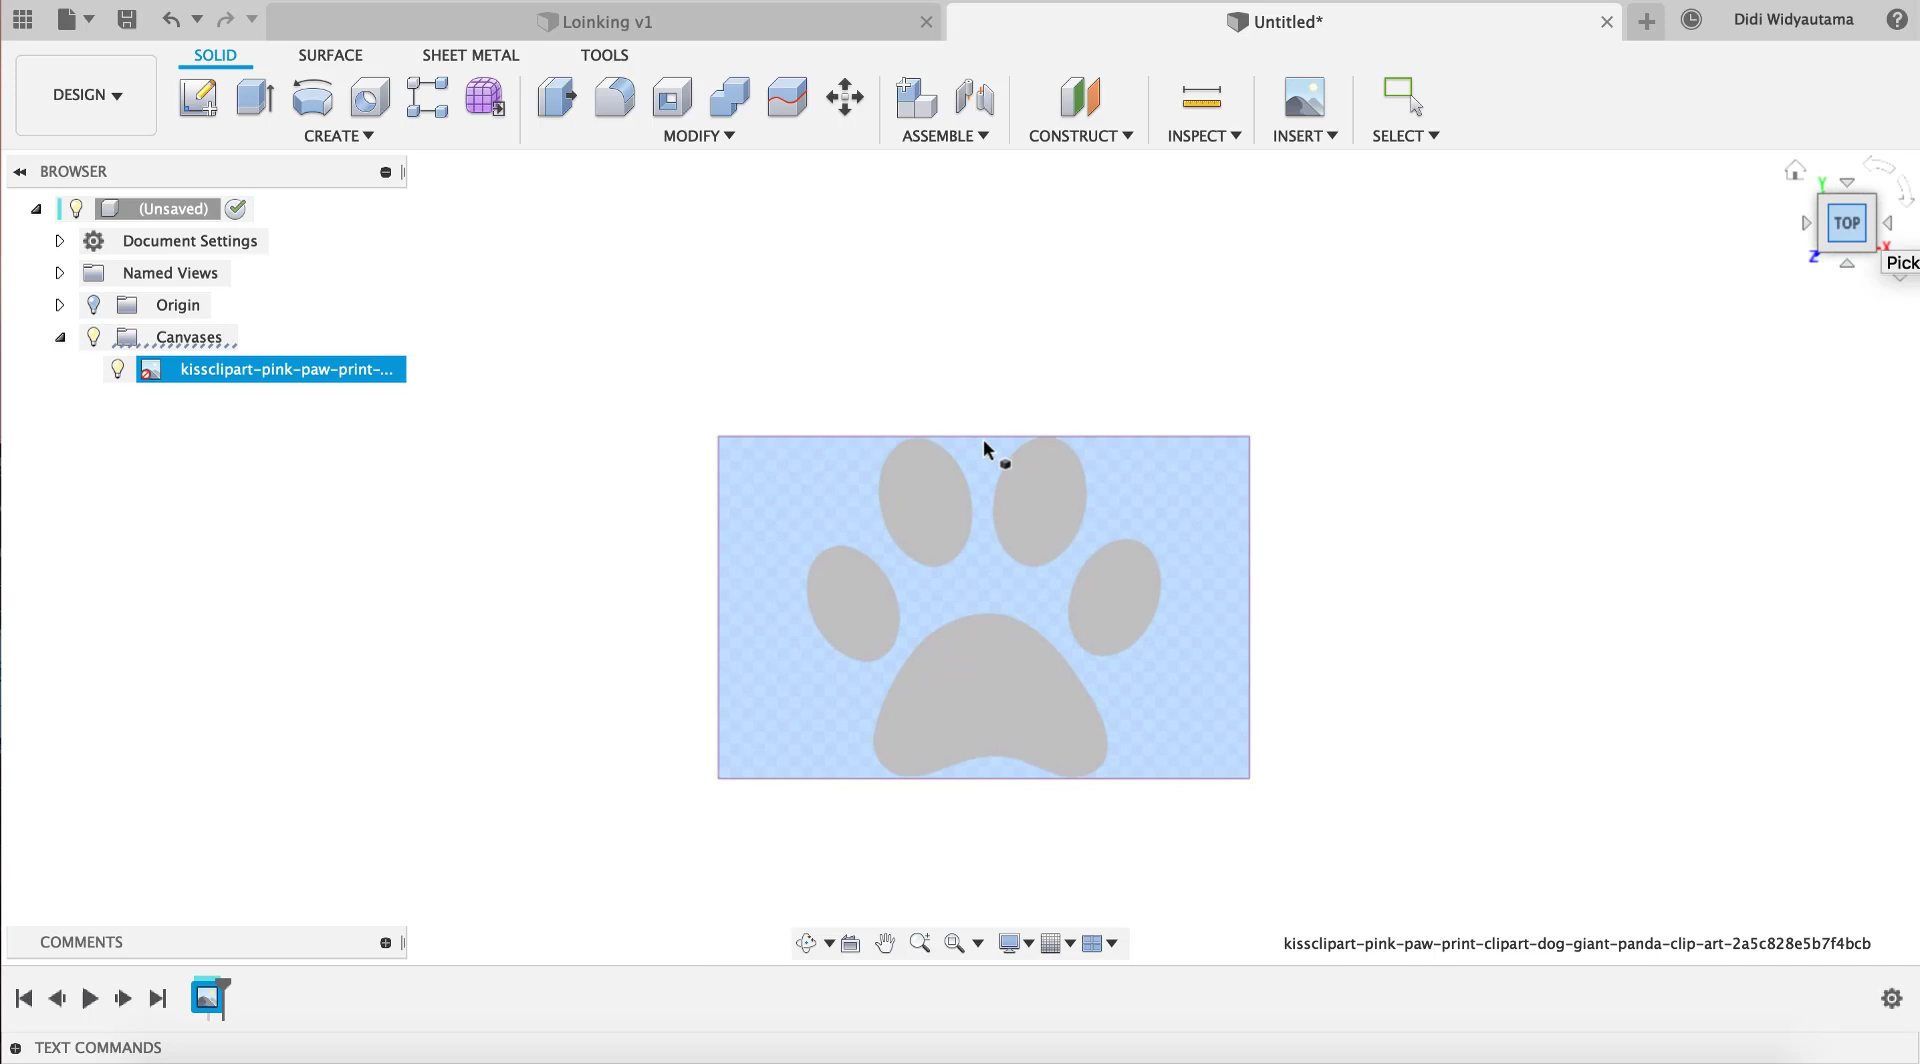 Loinking v1
Untitled*
Didi Widyautama
DESIGN
SOLID
SURFACE
SHEET METAL
TOOLS
CREATE
MODIFY
ASSEMBLE
CONSTRUCT
INSPECT
INSERT
SELECT
BROWSER
(Unsaved)
Document Settings
Named Views
Origin
Canvases
kissclipart-pink-paw-print-...
Y
TOP
X
Z
Pick
COMMENTS
kissclipart-pink-paw-print-clipart-dog-giant-panda-clip-art-2a5c828e5b7f4bcb
TEXT COMMANDS